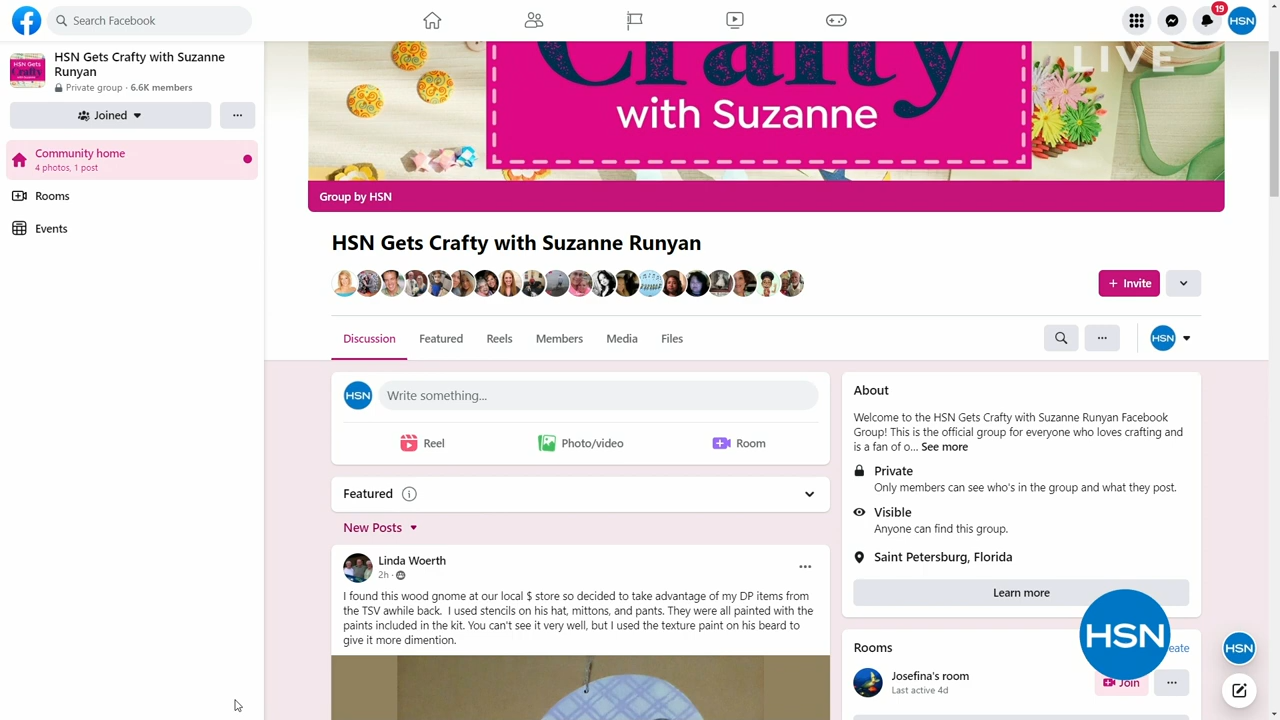 Search Facebook
19
HSN
HSN Gets Crafty with Suzanne
Runyan
Private group · 6.6K members
Joined
Community home
4 photos, 1 post
Rooms
Events
HSN Gets
Crafty
Crafty
with Suzanne
LIVE
Group by HSN
HSN Gets Crafty with Suzanne Runyan
+ Invite
Discussion
Featured
Reels
Members
Media
Files
HSN
HSN
Write something...
Reel
Photo/video
Room
Featured
New Posts
Linda Woerth
2h ·
I found this wood gnome at our local $ store so decided to take advantage of my DP items from
the TSV awhile back. I used stencils on his hat, mittons, and pants. They were all painted with the
paints included in the kit. You can't see it very well, but I used the texture paint on his beard to
give it more dimention.
About
Welcome to the HSN Gets Crafty with Suzanne Runyan Facebook
Group! This is the official group for everyone who loves crafting and
is a fan of o... See more
Private
Only members can see who's in the group and what they post.
Visible
Anyone can find this group.
Saint Petersburg, Florida
Learn more
Rooms
HSN
Josefina's room
Last active 4d
Join
HSN